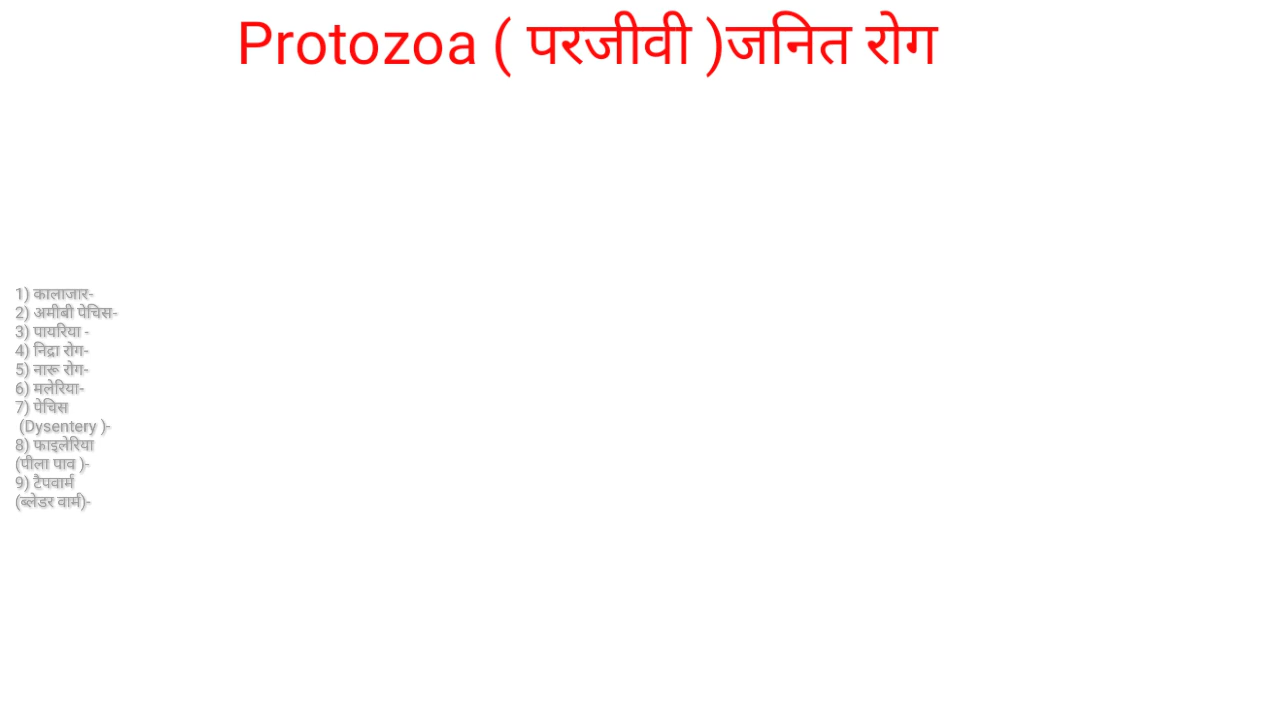 Protozoa ( परजीवी )जनित रोग
1) कालाजार-
2) अमीबी पेचिस-
3) पायरिया -
4) निद्रा रोग-
5) नारू रोग-
6) मलेरिया-
7) पेचिस
(Dysentery )-
8) फाइलेरिया
(पीला पाव )-
9) टैपवार्म
(ब्लेडर वार्म)-